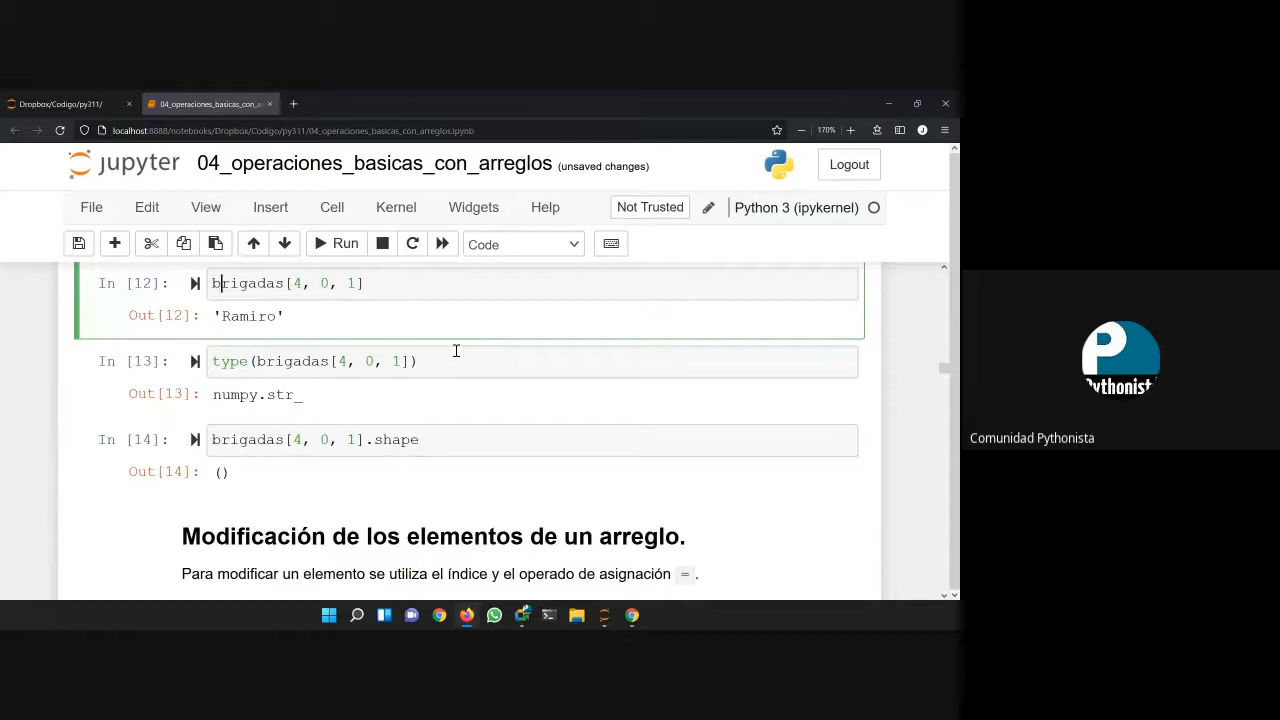 Dropbox/Codigo/py311/
04_operaciones_basicas_con_a
localhost:8888/notebooks/Dropbox/Codigo/py311/04_operaciones_basicas_con_arreglos.ipynb
170%
J
jupyter
04_operaciones_basicas_con_arreglos (unsaved changes)
Logout
File Edit View Insert Cell Kernel Widgets Help
Not Trusted
Python 3 (ipykernel)
Run
Code
In [12]: brigadas[4, 0, 1]
Out[12]: 'Ramiro'
In [13]: type(brigadas[4, 0, 1])
Out[13]: numpy.str_
In [14]: brigadas[4, 0, 1].shape
Out[14]: ()
Modificación de los elementos de un arreglo.
Para modificar un elemento se utiliza el índice y el operado de asignación = .
P
Pythonist
Comunidad Pythonista